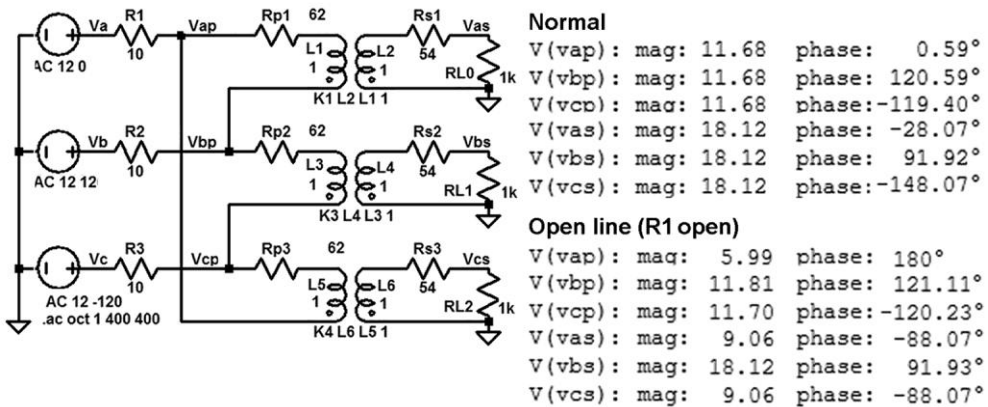 Va R1 Vap Rp1 62 Rs1 Vas
AC 12 0 10 L1 L2 54
1 1 RL0 1k
K1 L2 L1 1
Vb R2 Vbp Rp2 62 Rs2 Vbs
AC 12 12 10 L3 L4 54
1 1 RL1 1k
K3 L4 L3 1
Vc R3 Vcp Rp3 62 Rs3 Vcs
10 L5 L6 54
AC 12 -120 1 1 RL2 1k
.ac oct 1 400 400 K4 L6 L5 1
Normal
V(vap): mag: 11.68 phase: 0.59°
V(vbp): mag: 11.68 phase: 120.59°
V(vcp): mag: 11.68 phase:-119.40°
V(vas): mag: 18.12 phase: -28.07°
V(vbs): mag: 18.12 phase: 91.92°
V(vcs): mag: 18.12 phase:-148.07°
Open line (R1 open)
V(vap): mag: 5.99 phase: 180°
V(vbp): mag: 11.81 phase: 121.11°
V(vcp): mag: 11.70 phase:-120.23°
V(vas): mag: 9.06 phase: -88.07°
V(vbs): mag: 18.12 phase: 91.93°
V(vcs): mag: 9.06 phase: -88.07°